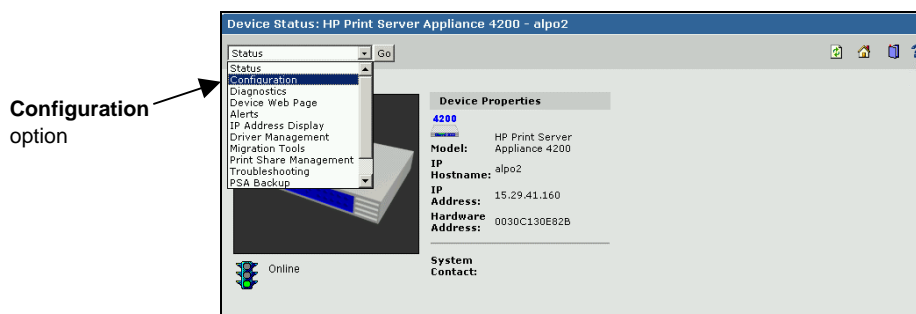 Device Status: HP Print Server Appliance 4200 - alpo2
Status
Go
Status
Configuration
Diagnostics
Device Web Page
Alerts
IP Address Display
Driver Management
Migration Tools
Print Share Management
Troubleshooting
PSA Backup
Configuration
option
Device Properties
4200
Model: HP Print Server
Appliance 4200
IP
Hostname: alpo2
IP
Address: 15.29.41.160
Hardware
Address: 0030C130E82B
System
Contact:
Online